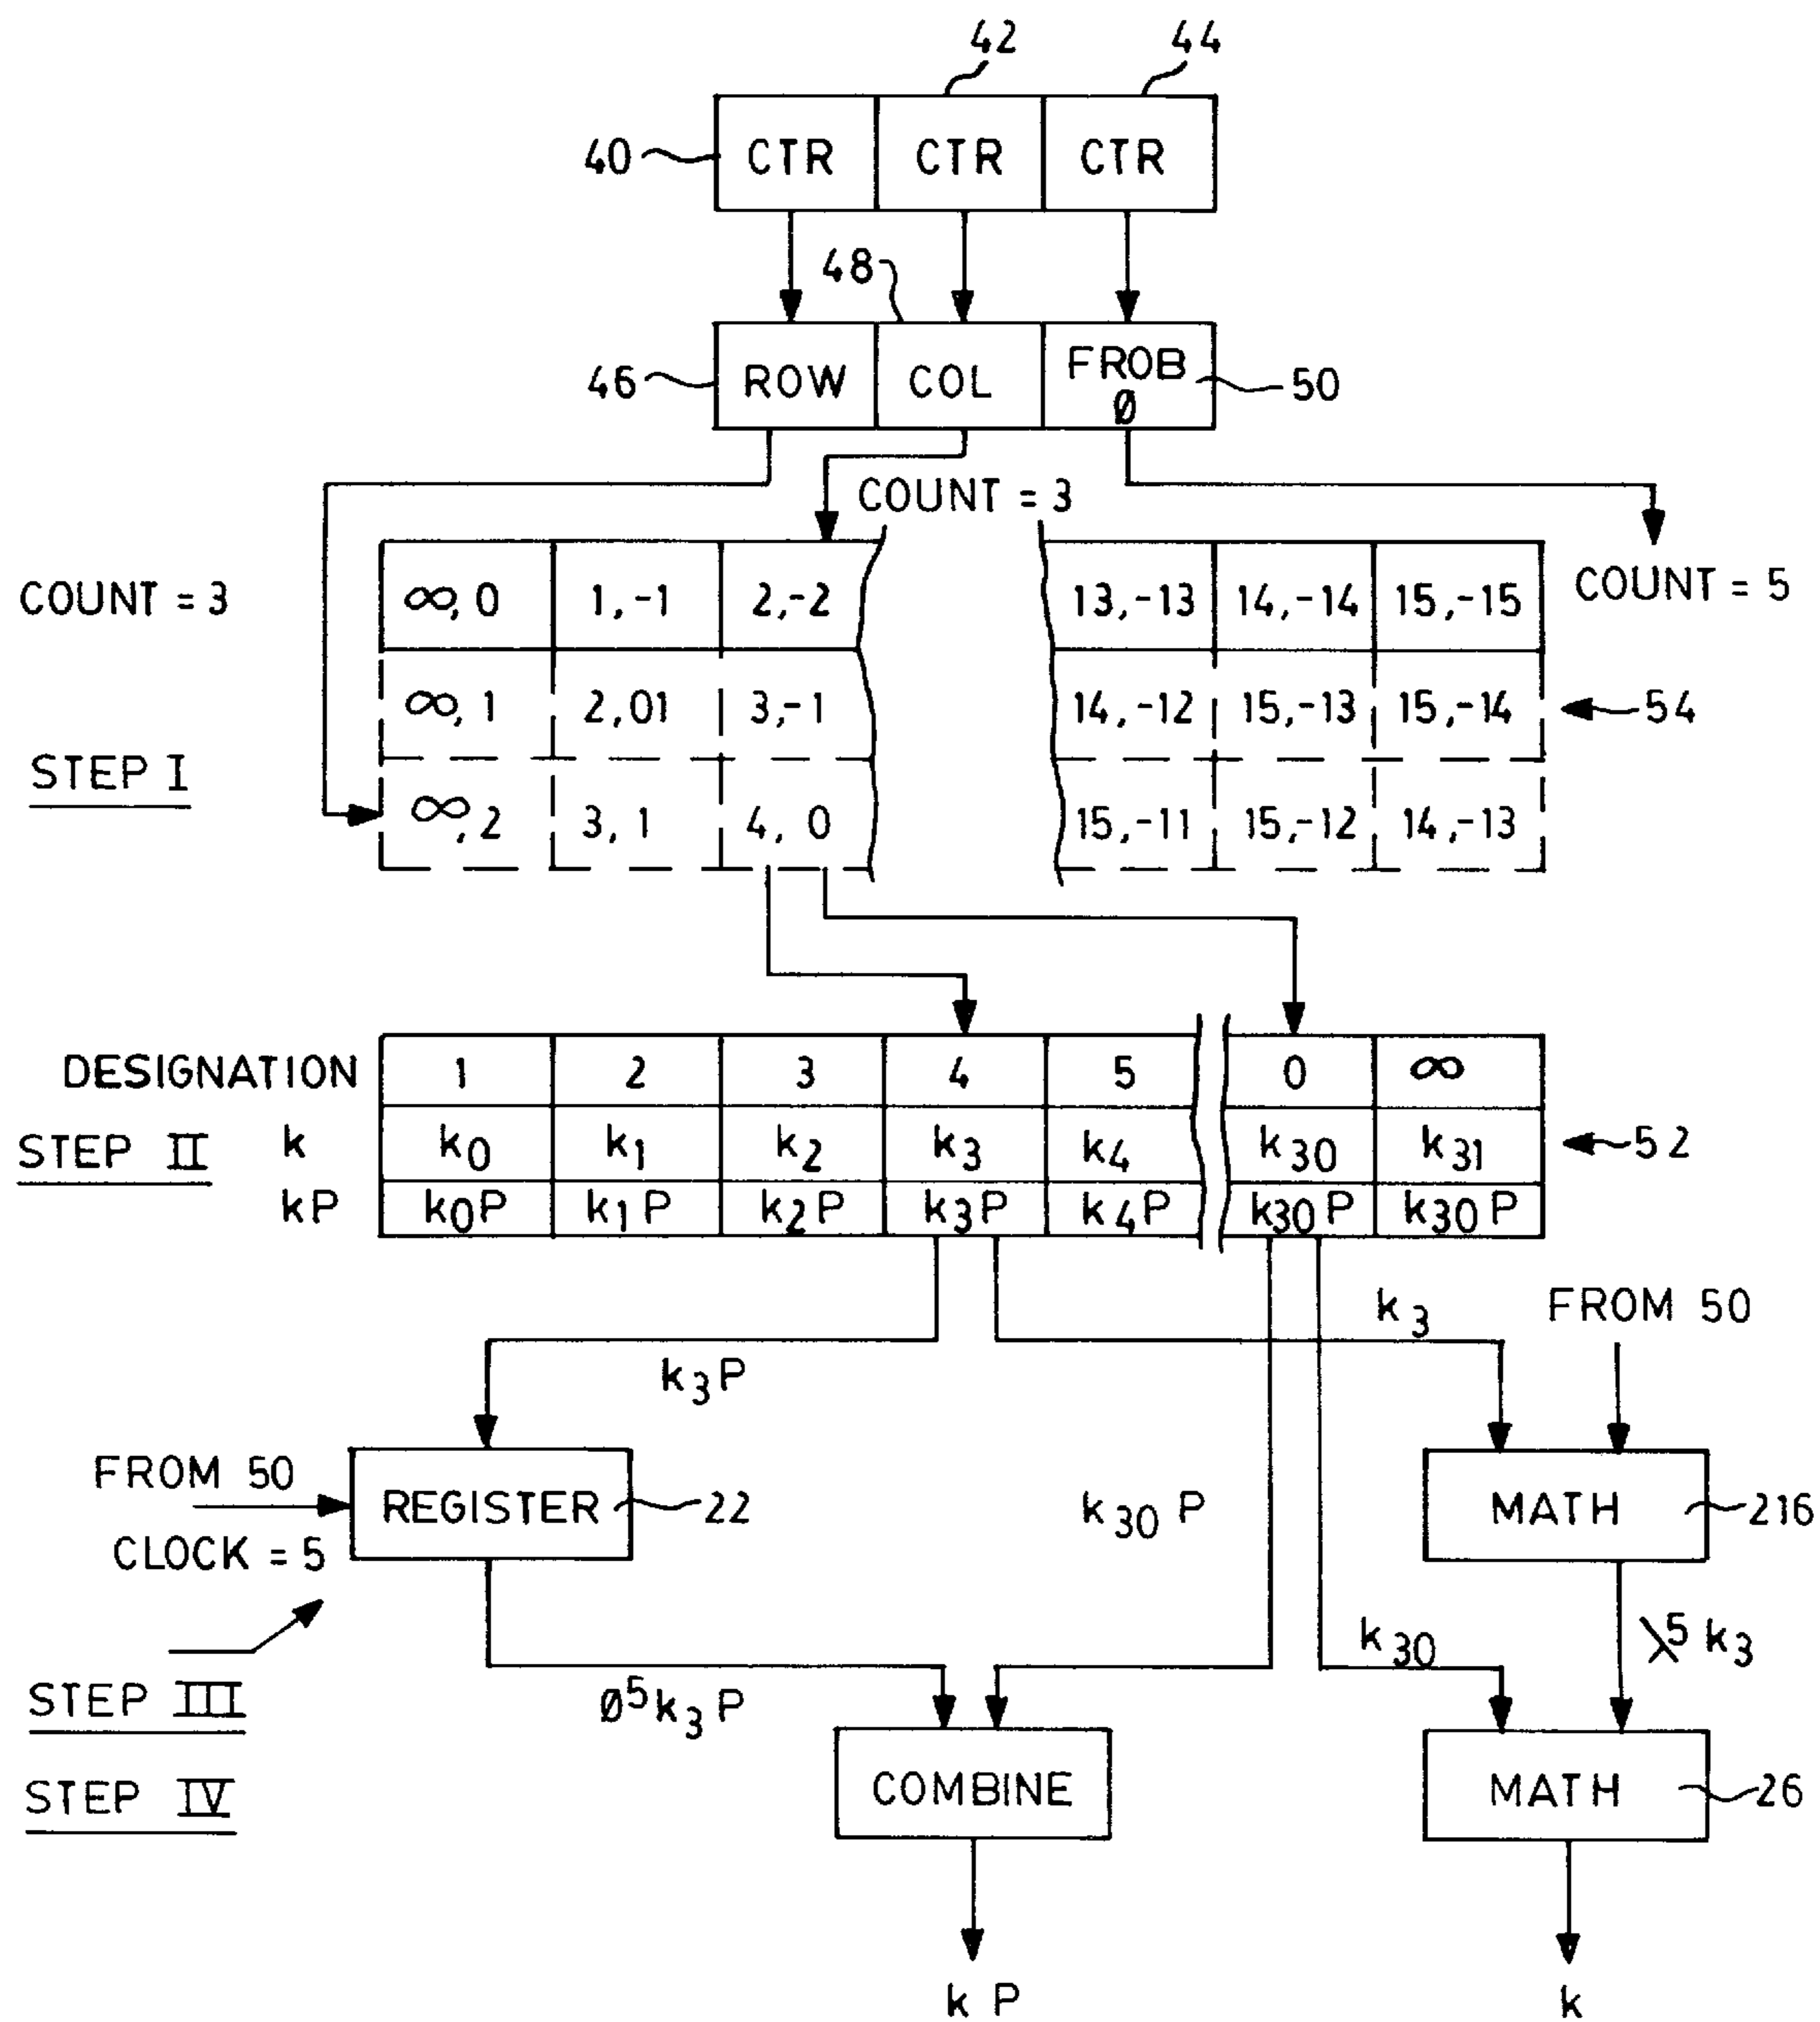 42 44
40 CTR CTR CTR
48
46 ROW COL FROB Ø 50
COUNT = 3
COUNT = 3 ∞, 0 1,-1 2,-2 13,-13 14,-14 15,-15 COUNT = 5
∞, 1 2,01 3,-1 14,-12 15,-13 15,-14 54
STEP I
∞, 2 3, 1 4, 0 15,-11 15,-12 14,-13
DESIGNATION 1 2 3 4 5 0 ∞
STEP II k k₀ k₁ k₂ k₃ k₄ k₃₀ k₃₁ 52
kP k₀P k₁P k₂P k₃P k₄P k₃₀P k₃₀P
k₃ FROM 50
k₃P
FROM 50 REGISTER 22 k₃₀ P MATH 216
CLOCK = 5
k₃₀ λ⁵ k₃
STEP III Ø⁵k₃P
STEP IV COMBINE MATH 26
k P k